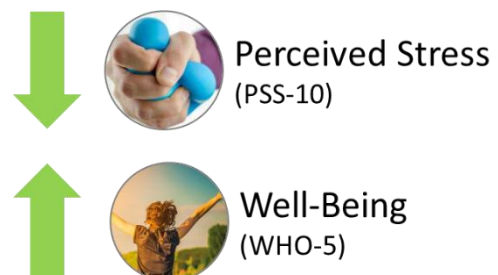 Perceived Stress
(PSS-10)
Well-Being
(WHO-5)